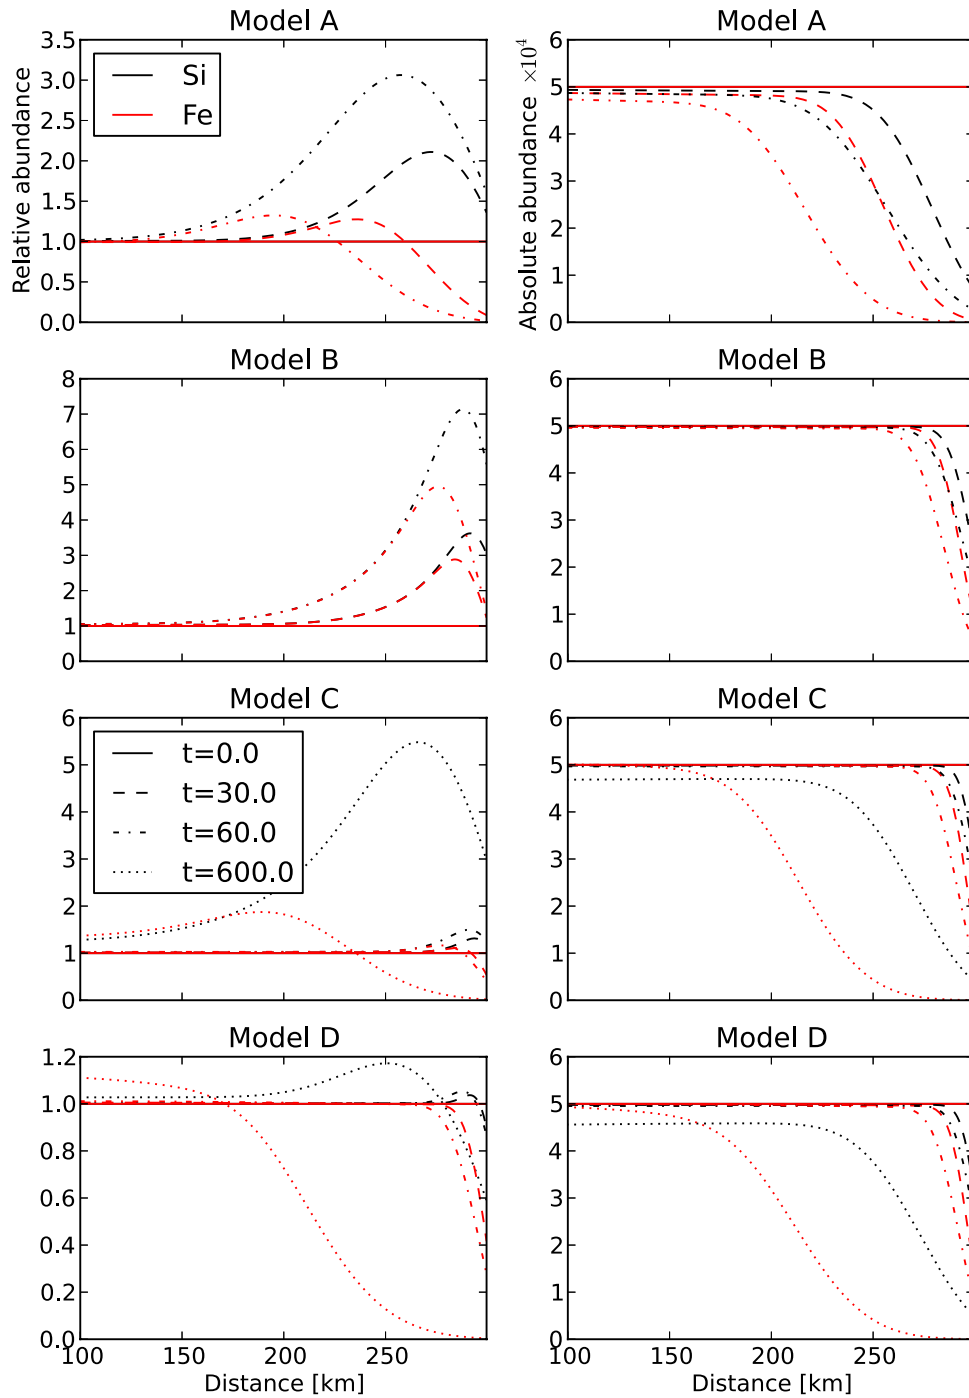 Model A
Model A
Relative abundance
3.5
3.0
2.5
2.0
1.5
1.0
0.5
0.0
Si
Fe
Absolute abundance ×10⁴
6
5
4
3
2
1
0
Model B
Model B
8
7
6
5
4
3
2
1
0
6
5
4
3
2
1
0
Model C
Model C
6
5
4
3
2
1
0
t=0.0
t=30.0
t=60.0
t=600.0
6
5
4
3
2
1
0
Model D
Model D
1.2
1.0
0.8
0.6
0.4
0.2
0.0
100 150 200 250
Distance [km]
6
5
4
3
2
1
0
100 150 200 250
Distance [km]